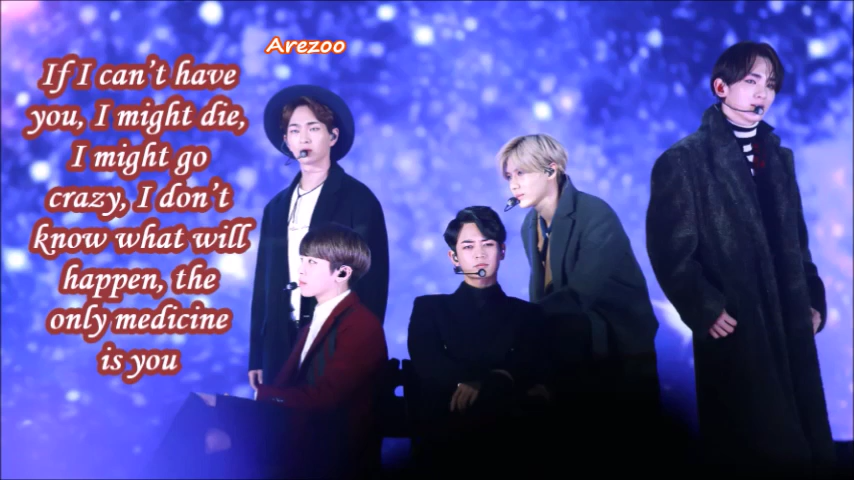 Arezoo
If I can't have
you, I might die,
I might go
crazy, I don't
know what will
happen, the
only medicine
is you